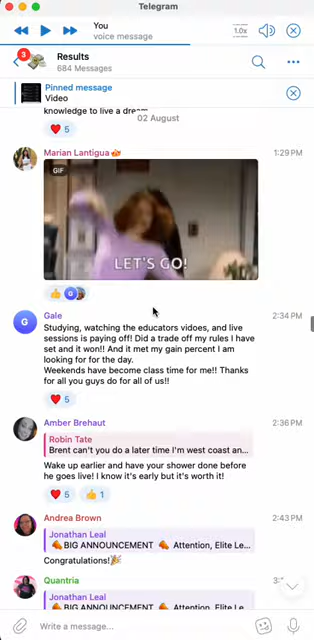 Telegram
You
voice message
1.0x
3
Results
684 Messages
Pinned message
Video
knowledge to live a dream
02 August
❤️ 5
Marian Lantigua
1:29 PM
GIF
LET'S GO!
👍 G
G
Gale
2:34 PM
Studying, watching the educators vidoes, and live
sessions is paying off! Did a trade off my rules I have
set and it won!! And it met my gain percent I am
looking for for the day.
Weekends have become class time for me!! Thanks
for all you guys do for all of us!!
❤️ 5
Amber Brehaut
2:36 PM
Robin Tate
Brent can't you do a later time I'm west coast an...
Wake up earlier and have your shower done before
he goes live! I know it's early but it's worth it!
❤️ 5 👍 1
Andrea Brown
2:43 PM
Jonathan Leal
📣BIG ANNOUNCEMENT 📣 Attention, Elite Le...
Congratulations!🎉
Quantria
Jonathan Leal
📣BIG ANNOUNCEMENT 📣 Attention, Elite Le...
Write a message...